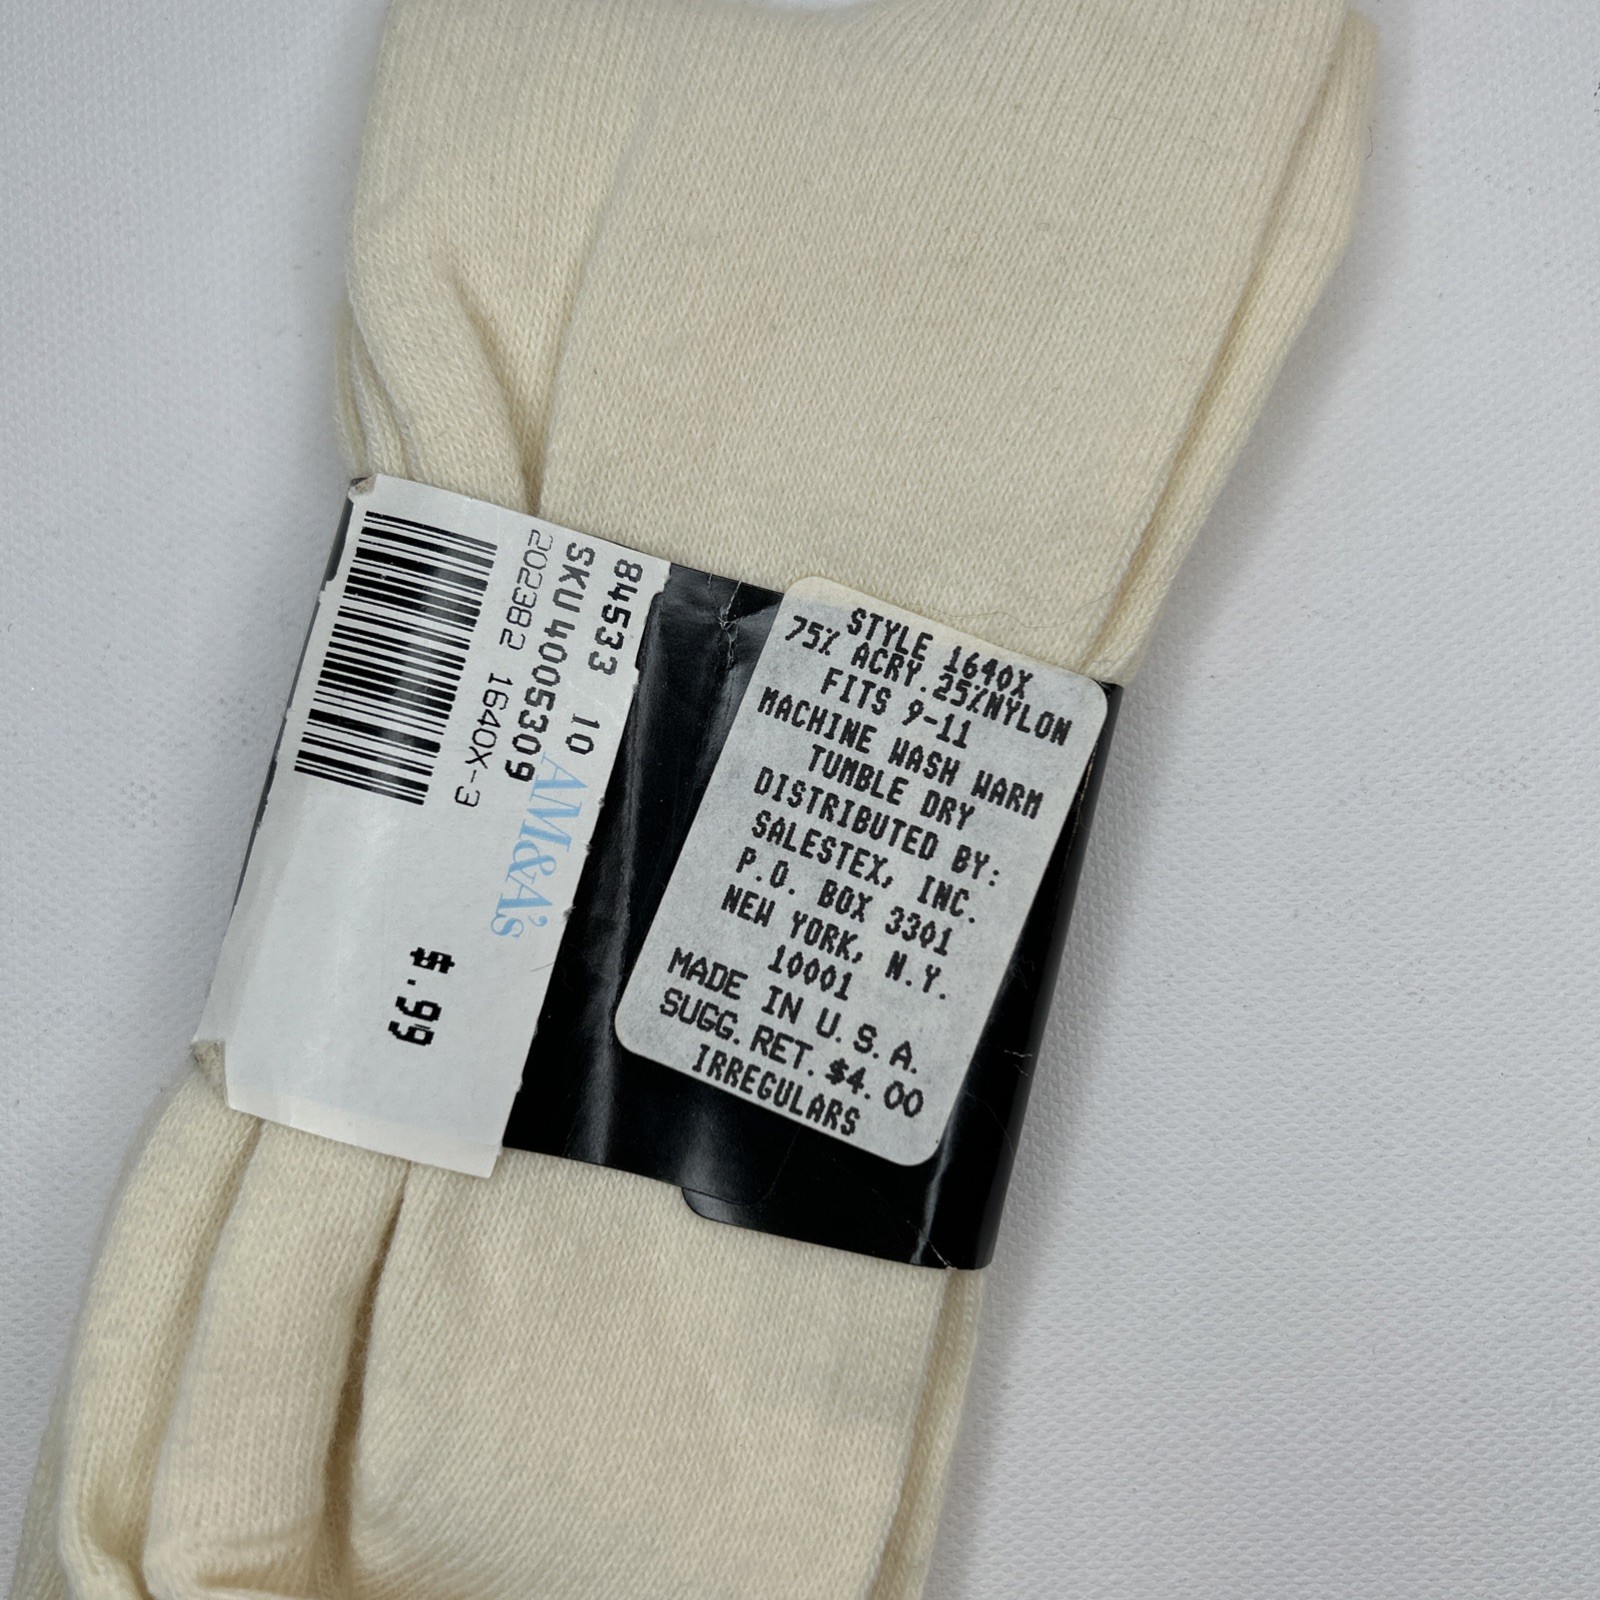 84533 10
SKU4005309
202382 1640X-3
AM&A's
5.99
STYLE 1640X
75% ACRY.25%NYLON
FITS 9-11
MACHINE WASH WARM
TUMBLE DRY
DISTRIBUTED BY:
SALESTEX, INC.
P.O. BOX 3301
NEW YORK, N.Y.
10001
MADE IN U.S.A.
SUGG. RET. $4.00
IRREGULARS